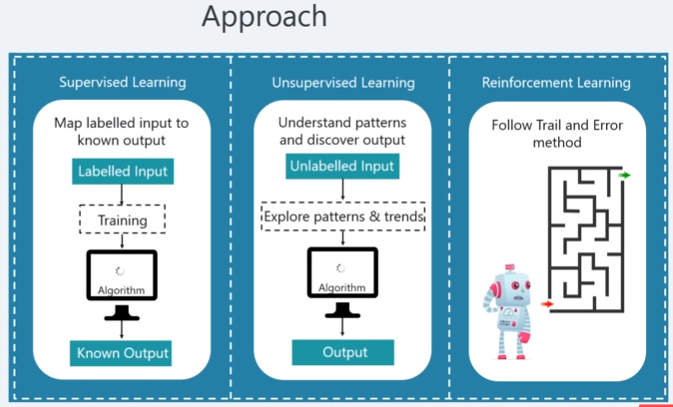 Approach
Supervised Learning
Map labelled input to
known output
Labelled Input
Training
Algorithm
Known Output
Unsupervised Learning
Understand patterns
and discover output
Unlabelled Input
Explore patterns & trends
Algorithm
Output
Reinforcement Learning
Follow Trail and Error
method